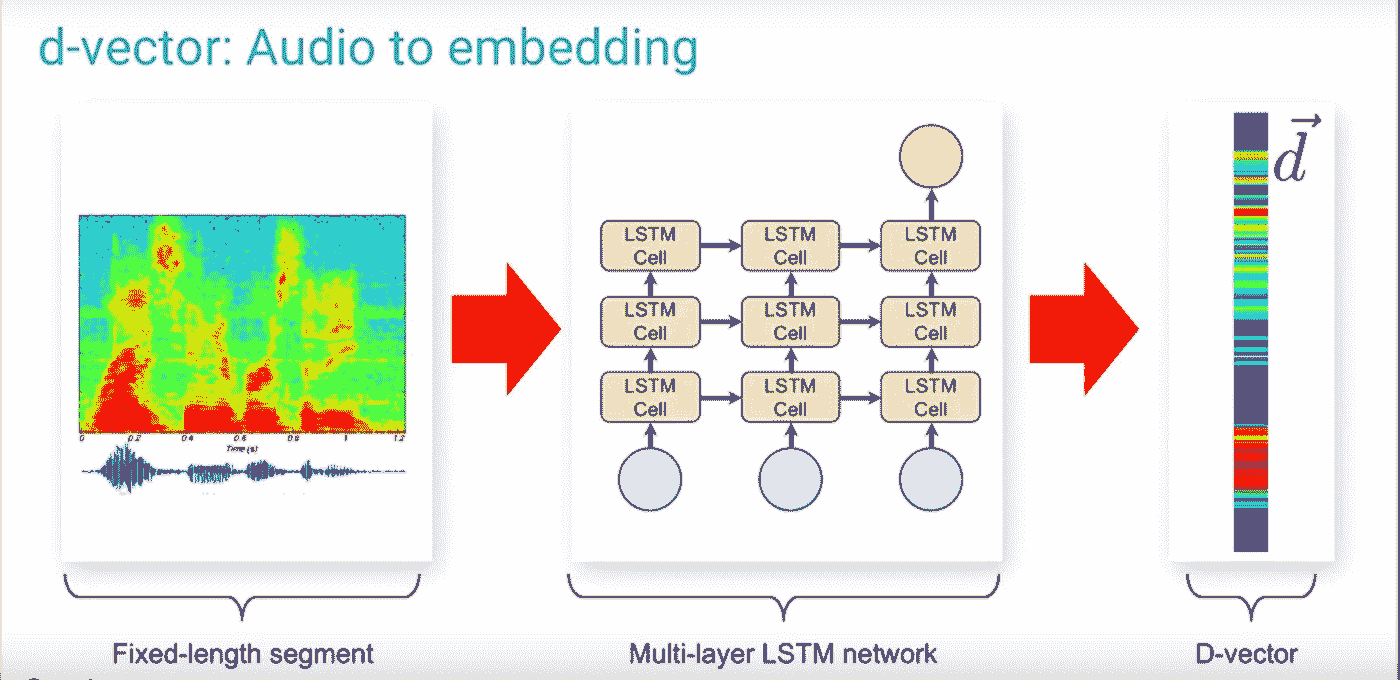 d-vector: Audio to embedding
d
LSTM Cell LSTM Cell LSTM Cell
LSTM Cell LSTM Cell LSTM Cell
LSTM Cell LSTM Cell LSTM Cell
0 0.2 0.4 0.6 0.8 1 1.2
Time (s)
Fixed-length segment
Multi-layer LSTM network
D-vector